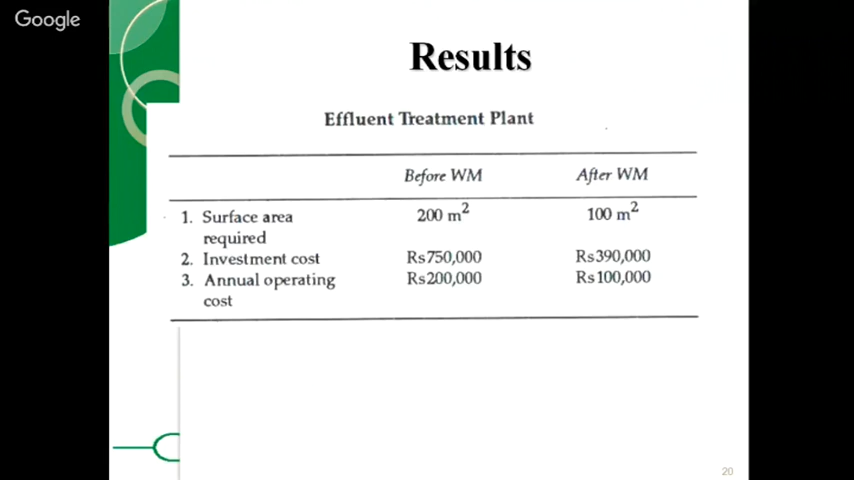 Google
Results
Effluent Treatment Plant
Before WM After WM
1. Surface area required 200 m² 100 m²
2. Investment cost Rs750,000 Rs390,000
3. Annual operating cost Rs200,000 Rs100,000
20